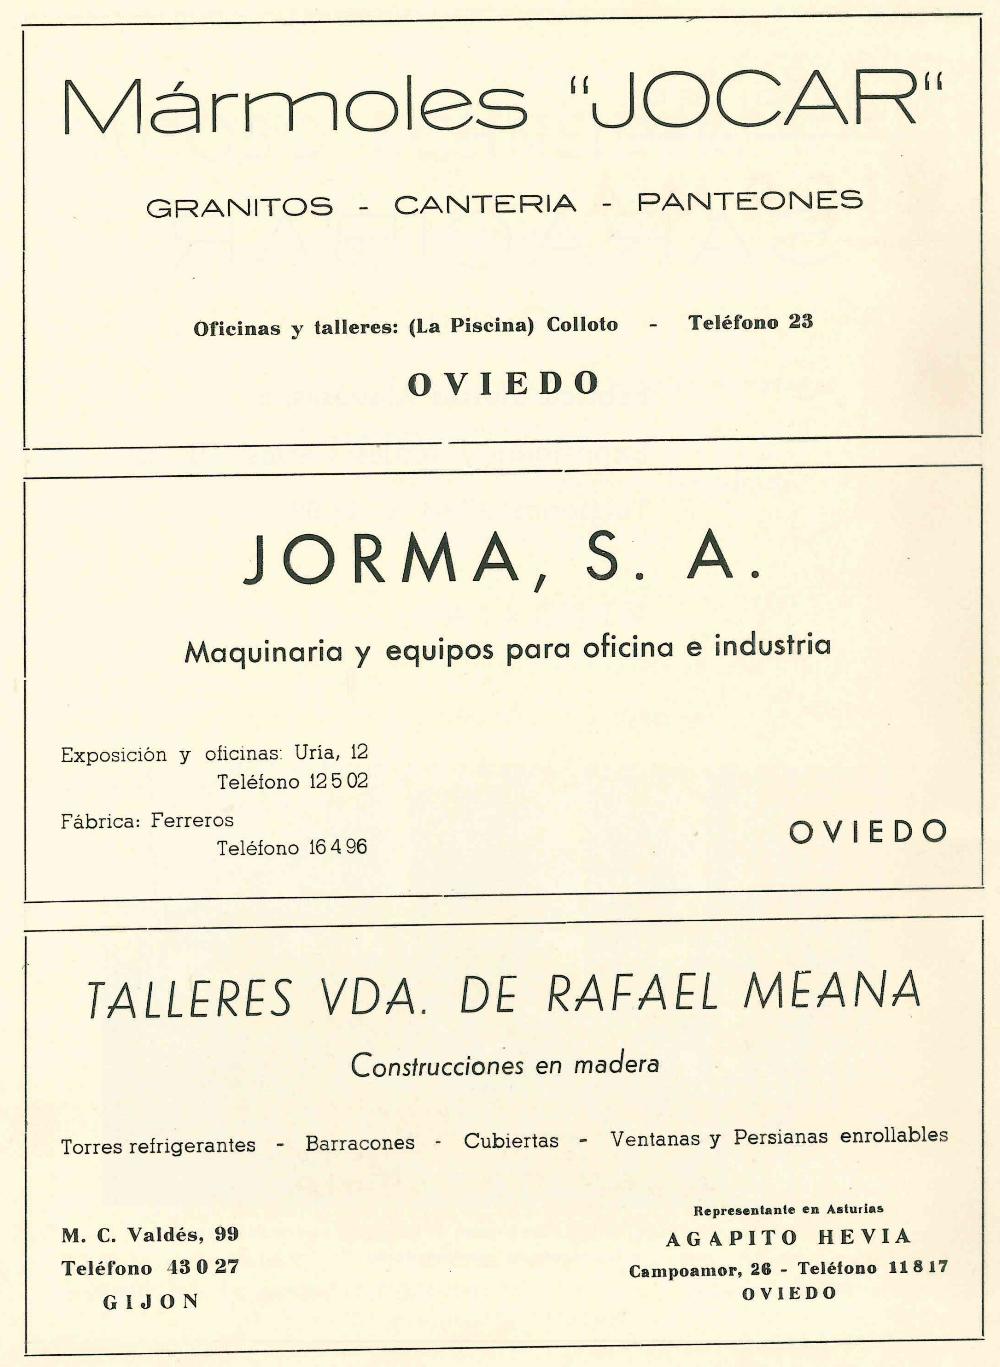 Mármoles “JOCAR“
GRANITOS - CANTERIA - PANTEONES
Oficinas y talleres: (La Piscina) Colloto - Teléfono 23
OVIEDO
JORMA, S. A.
Maquinaria y equipos para oficina e industria
Exposición y oficinas: Uría, 12
Teléfono 12 5 02
Fábrica: Ferreros
Teléfono 16 4 96
OVIEDO
TALLERES VDA. DE RAFAEL MEANA
Construcciones en madera
Torres refrigerantes - Barracones - Cubiertas - Ventanas y Persianas enrollables
M. C. Valdés, 99
Teléfono 43 0 27
GIJON
Representante en Asturias
AGAPITO HEVIA
Campoamor, 26 - Teléfono 11 8 17
OVIEDO